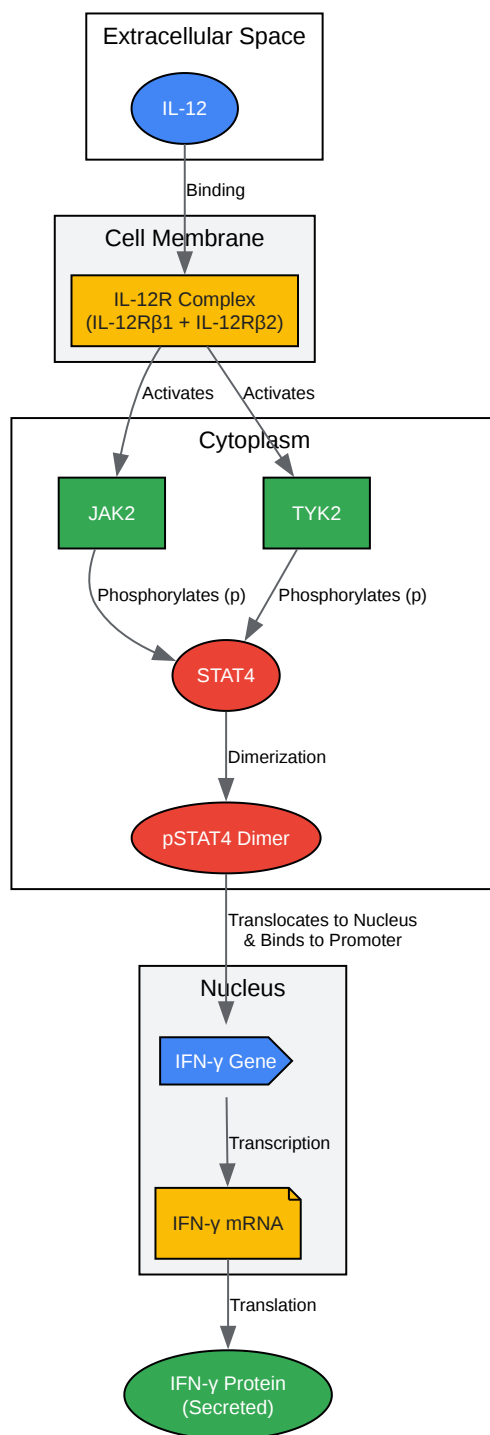 Extracellular Space
IL-12
Binding
Cell Membrane
IL-12R Complex
(IL-12Rβ1 + IL-12Rβ2)
Activates
Activates
Cytoplasm
JAK2
TYK2
Phosphorylates (p)
Phosphorylates (p)
STAT4
Dimerization
pSTAT4 Dimer
Translocates to Nucleus
& Binds to Promoter
Nucleus
IFN-γ Gene
Transcription
IFN-γ mRNA
Translation
IFN-γ Protein
(Secreted)